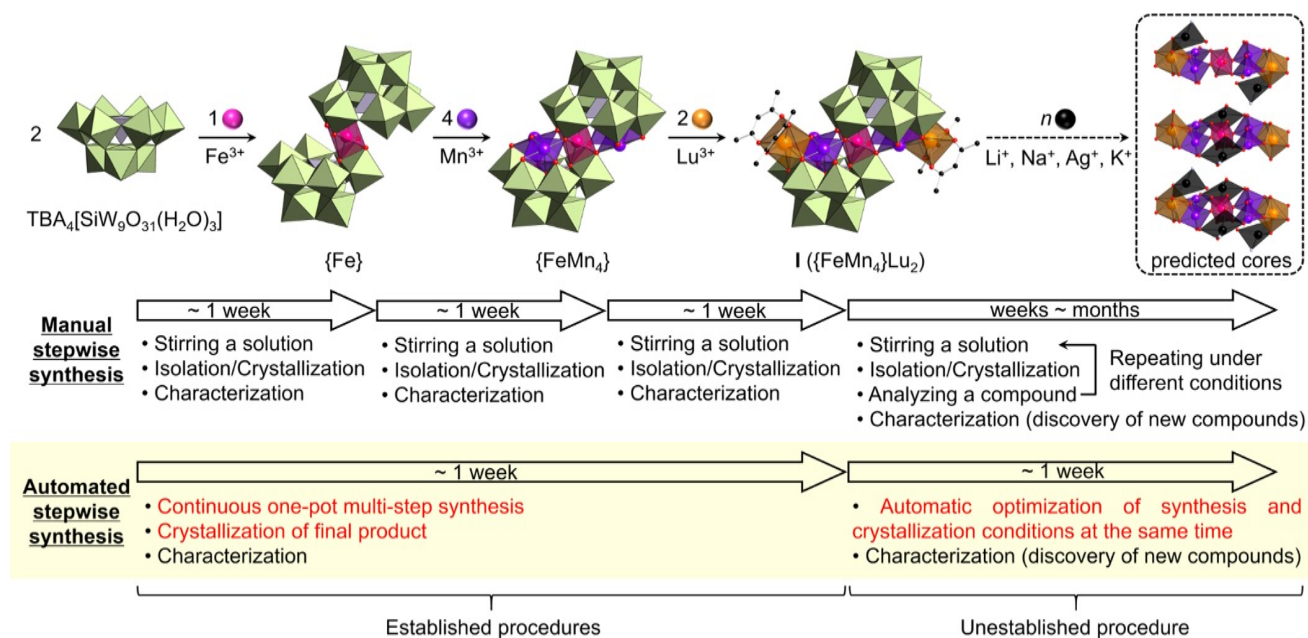 2
1
Fe³⁺
4
Mn³⁺
2
Lu³⁺
n
Li⁺, Na⁺, Ag⁺, K⁺
TBA₄[SiW₉O₃₁(H₂O)₃]
{Fe}
{FeMn₄}
I ({FeMn₄}Lu₂)
predicted cores
Manual
stepwise
synthesis
~ 1 week
• Stirring a solution
• Isolation/Crystallization
• Characterization
~ 1 week
• Stirring a solution
• Isolation/Crystallization
• Characterization
~ 1 week
• Stirring a solution
• Isolation/Crystallization
• Characterization
weeks ~ months
• Stirring a solution
• Isolation/Crystallization
• Analyzing a compound
• Characterization (discovery of new compounds)
Repeating under
different conditions
Automated
stepwise
synthesis
~ 1 week
• Continuous one-pot multi-step synthesis
• Crystallization of final product
• Characterization
~ 1 week
• Automatic optimization of synthesis and
crystallization conditions at the same time
• Characterization (discovery of new compounds)
Established procedures
Unestablished procedure